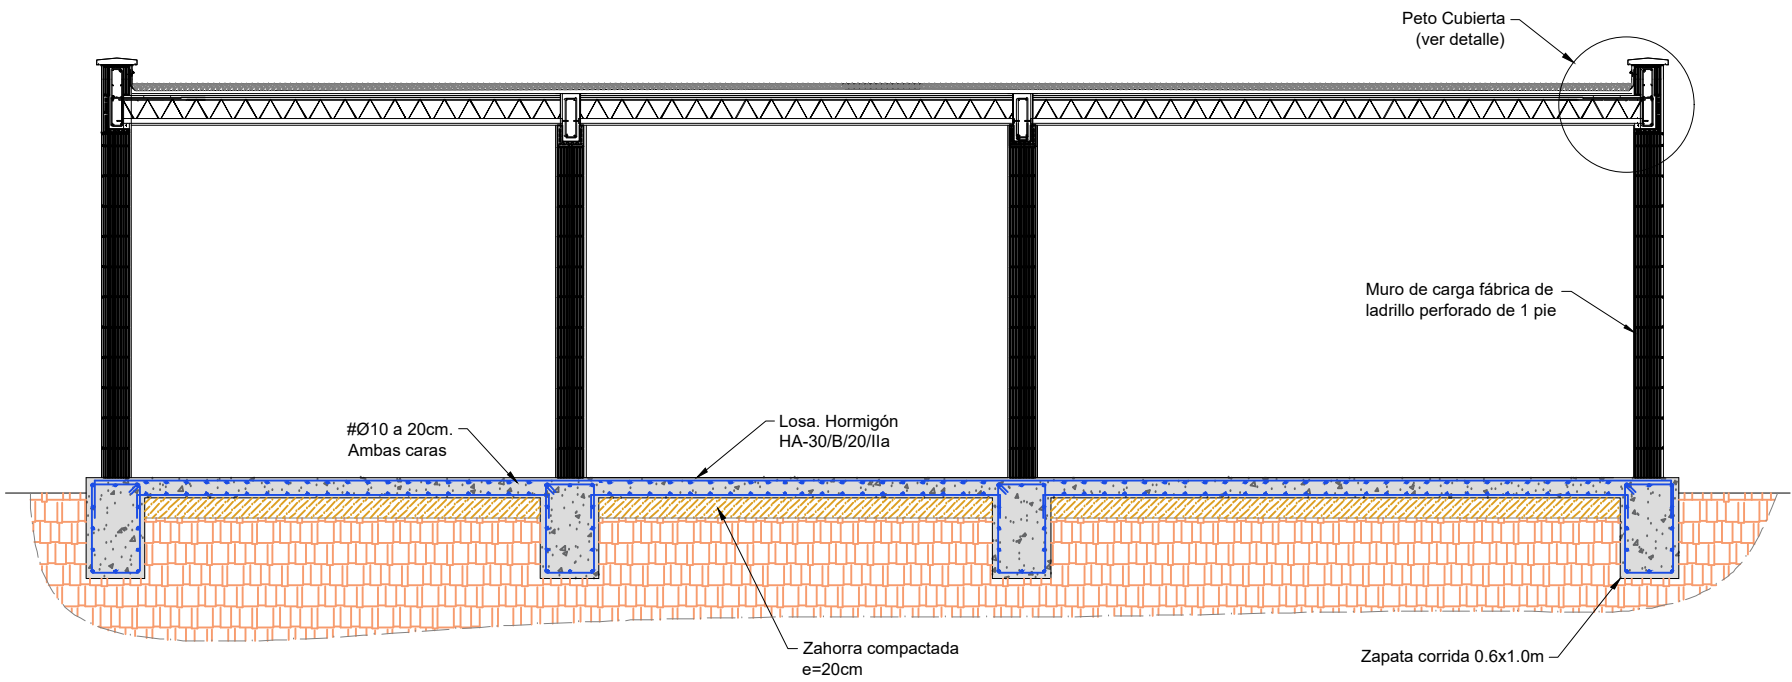 Peto Cubierta
(ver detalle)
Muro de carga fábrica de
ladrillo perforado de 1 pie
#Ø10 a 20cm.
Ambas caras
Losa. Hormigón
HA-30/B/20/IIa
Zahorra compactada
e=20cm
Zapata corrida 0.6x1.0m